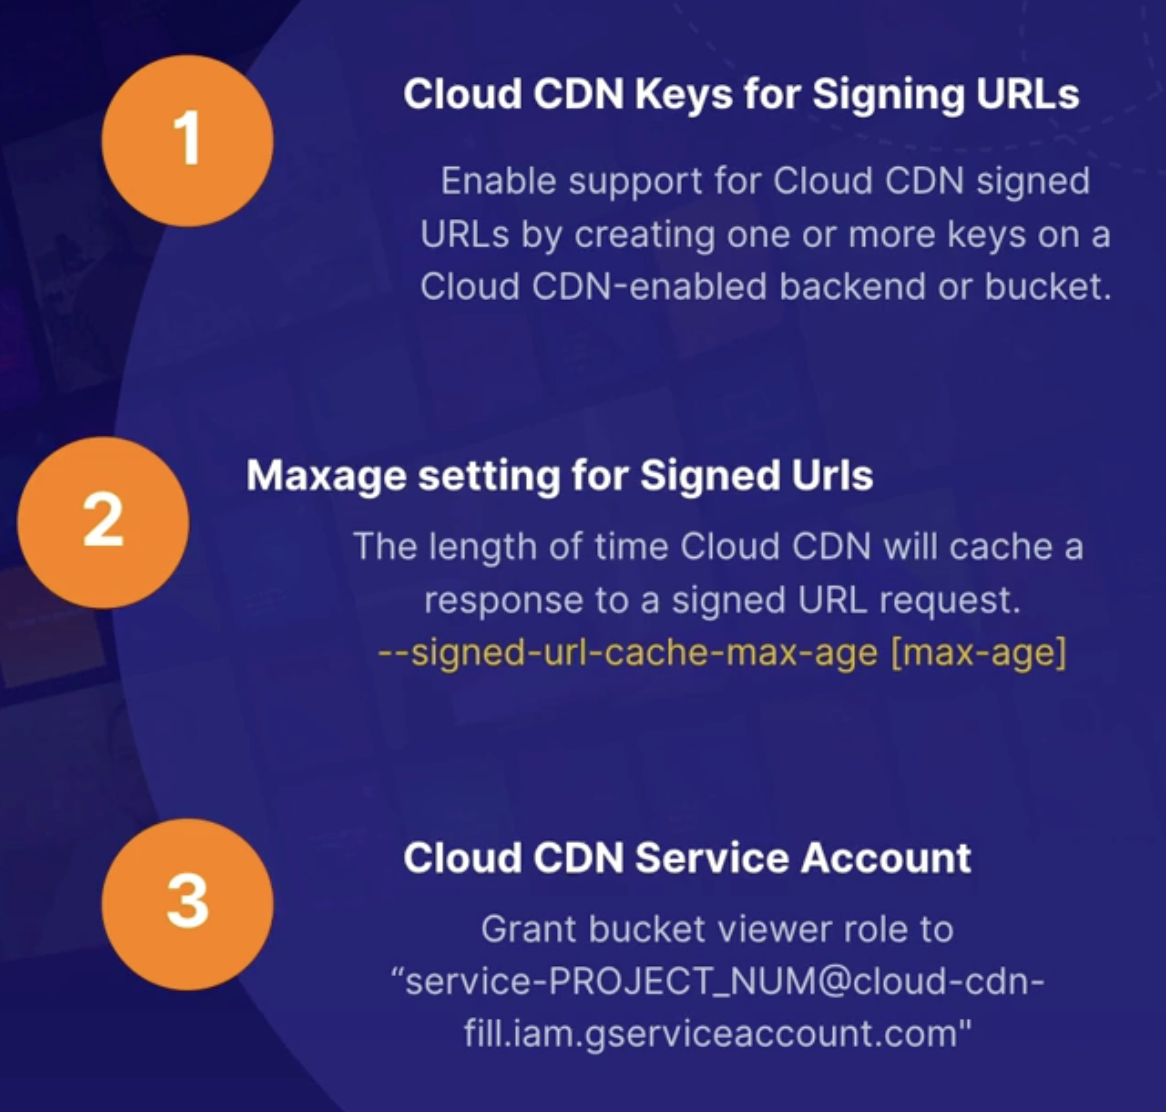 1
Cloud CDN Keys for Signing URLs
Enable support for Cloud CDN signed
URLs by creating one or more keys on a
Cloud CDN-enabled backend or bucket.
2
Maxage setting for Signed Urls
The length of time Cloud CDN will cache a
response to a signed URL request.
--signed-url-cache-max-age [max-age]
3
Cloud CDN Service Account
Grant bucket viewer role to
“service-PROJECT_NUM@cloud-cdn-
fill.iam.gserviceaccount.com"